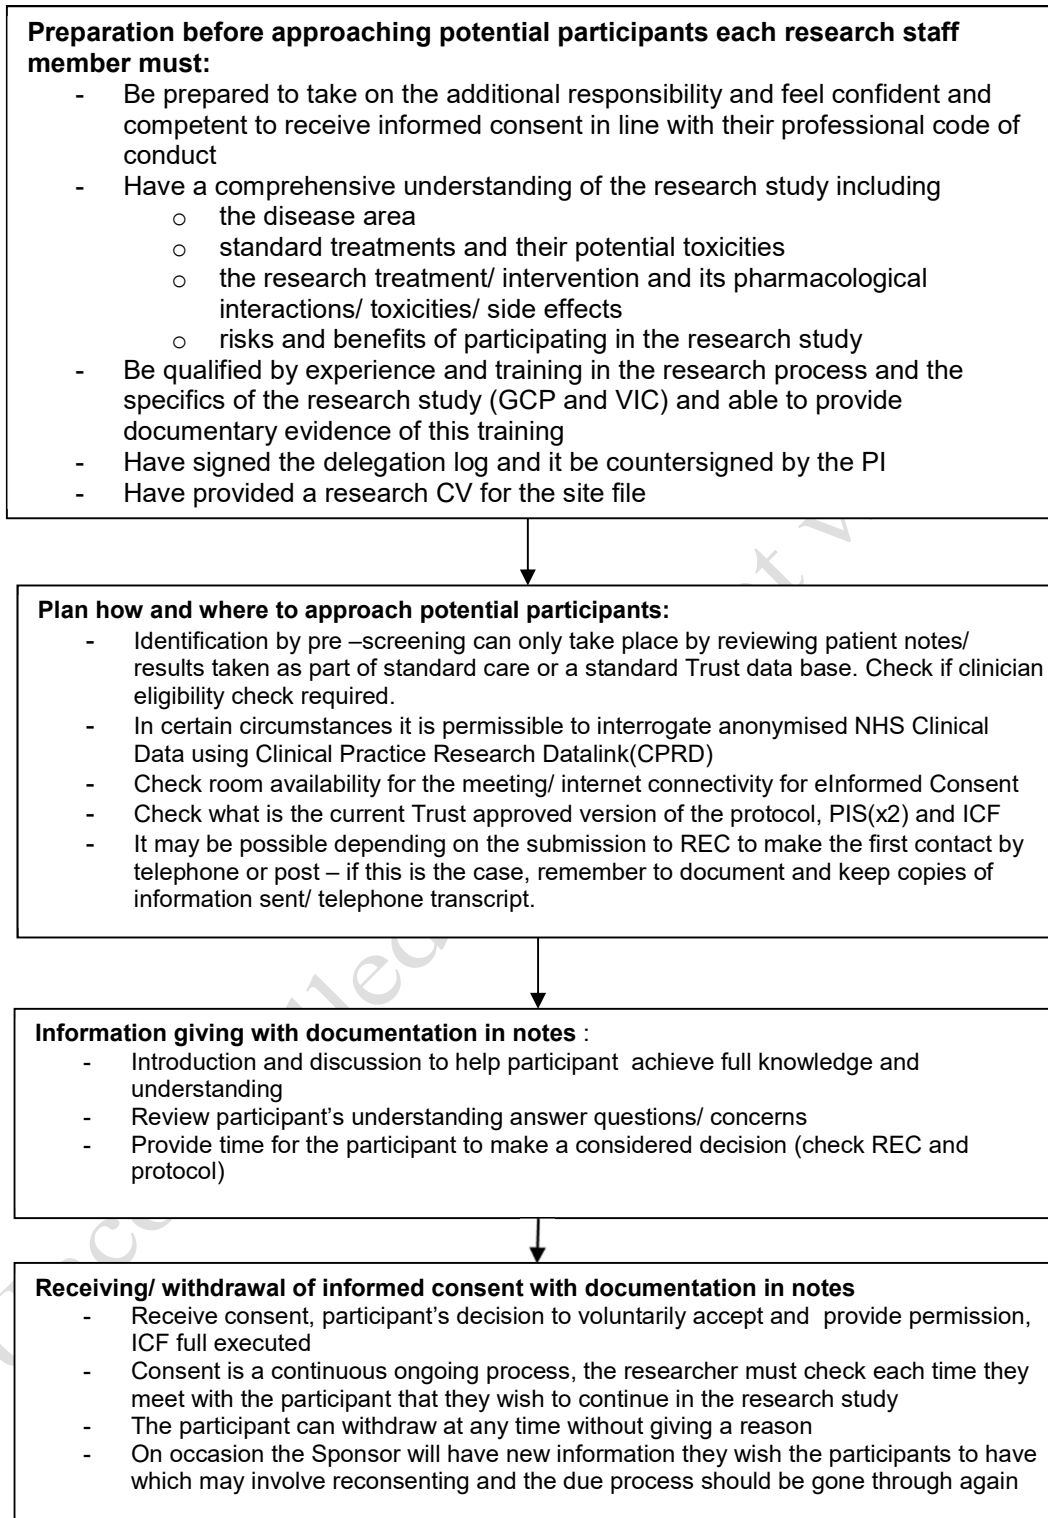 Preparation before approaching potential participants each research staff
member must:
- Be prepared to take on the additional responsibility and feel confident and
competent to receive informed consent in line with their professional code of
conduct
- Have a comprehensive understanding of the research study including
o the disease area
o standard treatments and their potential toxicities
o the research treatment/ intervention and its pharmacological
interactions/ toxicities/ side effects
o risks and benefits of participating in the research study
- Be qualified by experience and training in the research process and the
specifics of the research study (GCP and VIC) and able to provide
documentary evidence of this training
- Have signed the delegation log and it be countersigned by the PI
- Have provided a research CV for the site file
Plan how and where to approach potential participants:
- Identification by pre –screening can only take place by reviewing patient notes/
results taken as part of standard care or a standard Trust data base. Check if clinician
eligibility check required.
- In certain circumstances it is permissible to interrogate anonymised NHS Clinical
Data using Clinical Practice Research Datalink(CPRD)
- Check room availability for the meeting/ internet connectivity for eInformed Consent
- Check what is the current Trust approved version of the protocol, PIS(x2) and ICF
- It may be possible depending on the submission to REC to make the first contact by
telephone or post – if this is the case, remember to document and keep copies of
information sent/ telephone transcript.
Information giving with documentation in notes :
- Introduction and discussion to help participant achieve full knowledge and
understanding
- Review participant's understanding answer questions/ concerns
- Provide time for the participant to make a considered decision (check REC and
protocol)
Receiving/ withdrawal of informed consent with documentation in notes
- Receive consent, participant's decision to voluntarily accept and provide permission,
ICF full executed
- Consent is a continuous ongoing process, the researcher must check each time they
meet with the participant that they wish to continue in the research study
- The participant can withdraw at any time without giving a reason
- On occasion the Sponsor will have new information they wish the participants to have
which may involve reconsenting and the due process should be gone through again